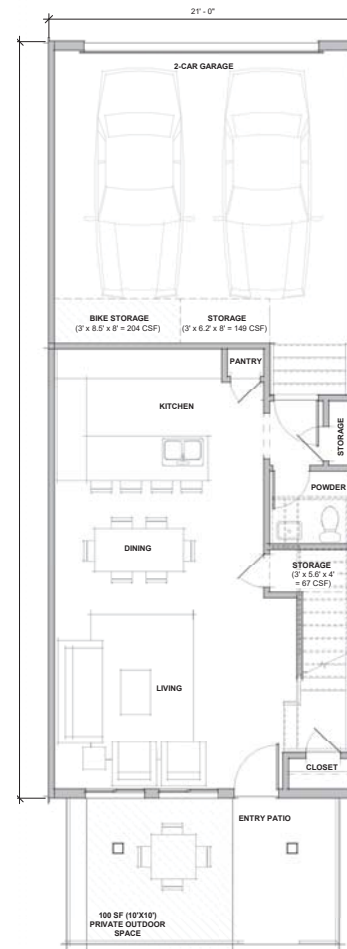 21' - 0"
2-CAR GARAGE
BIKE STORAGE
(3' x 8.5' x 8' = 204 CSF)
STORAGE
(3' x 6.2' x 8' = 149 CSF)
PANTRY
KITCHEN
STORAGE
POWDER
DINING
STORAGE
(3' x 5.6' x 4'
= 67 CSF)
LIVING
CLOSET
ENTRY PATIO
100 SF (10'X10')
PRIVATE OUTDOOR
SPACE